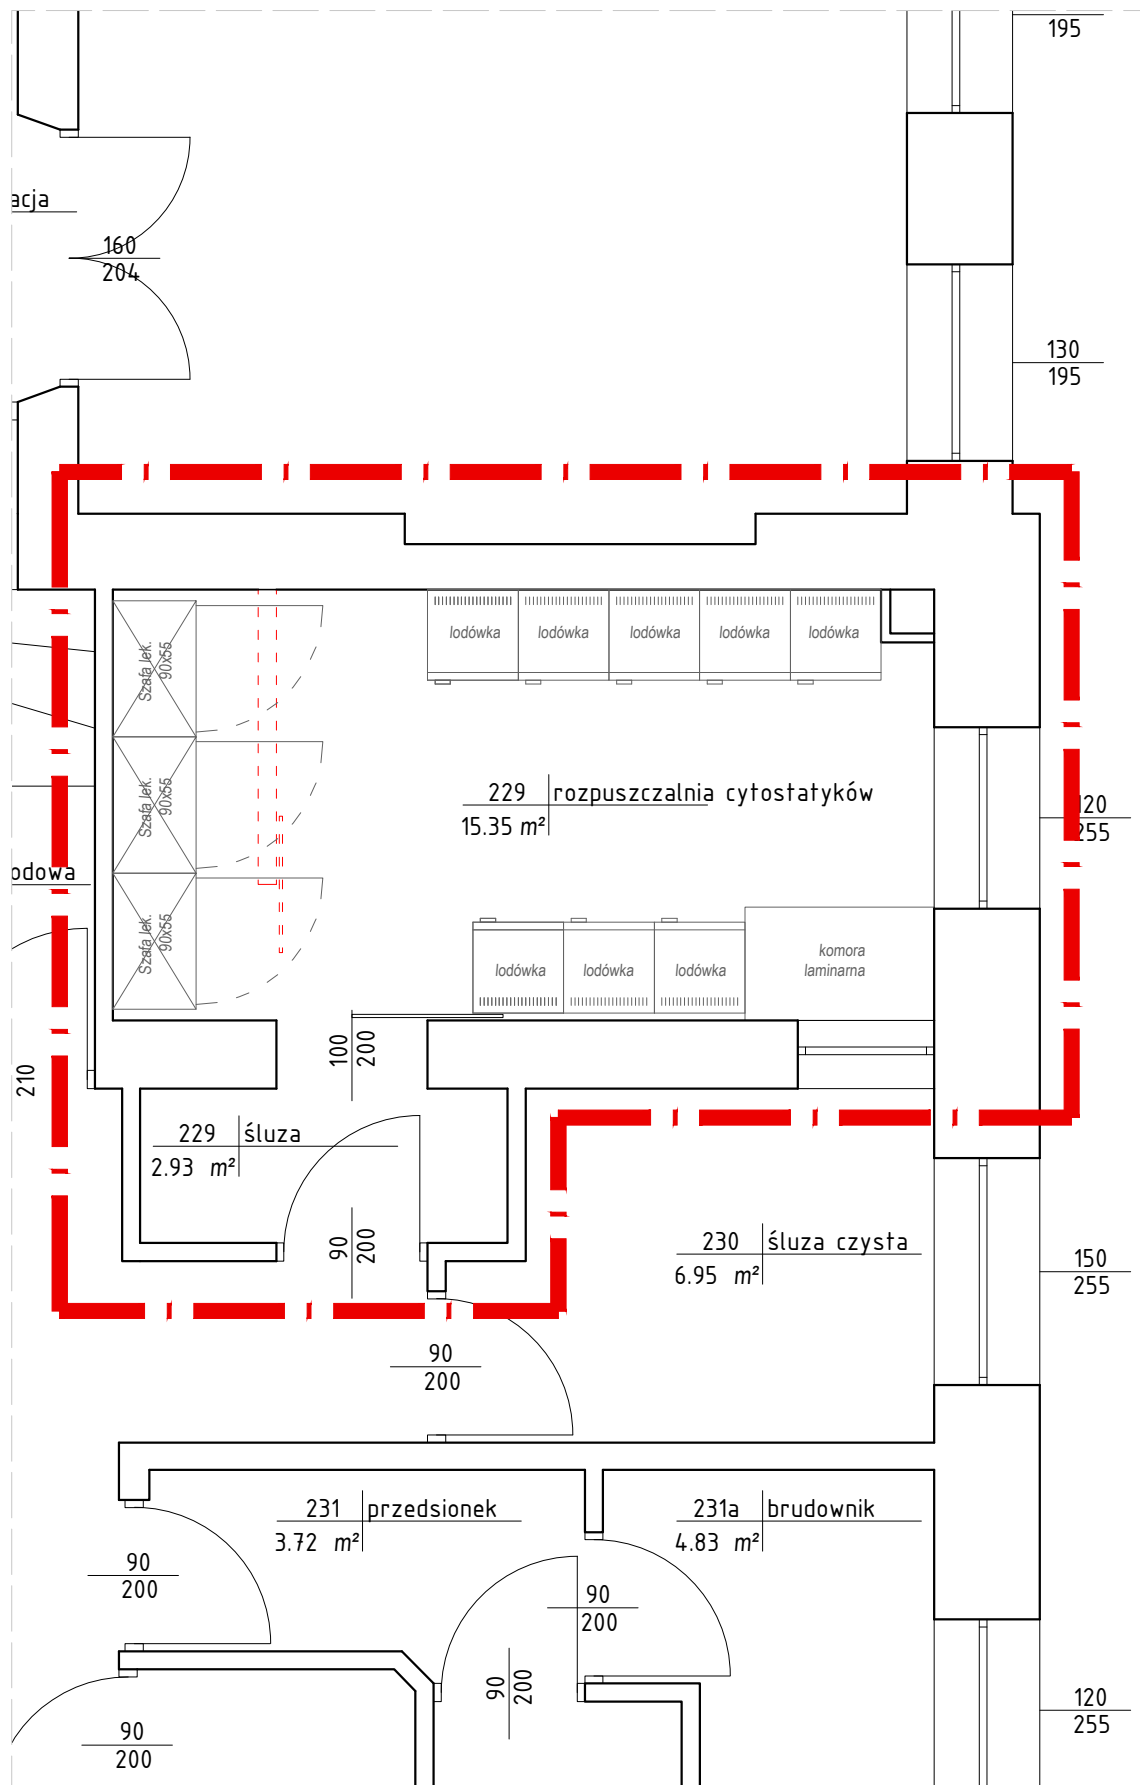 195
acja
160
204
130
195
lodówka
lodówka
lodówka
lodówka
lodówka
Szafa lek.
90x55
Szafa lek.
90x55
229 rozpuszczalnia cytostatyków
15.35 m²
120
255
odowa
Szafa lek.
90x55
lodówka
lodówka
lodówka
komora
laminarna
100
200
210
229 śluza
2.93 m²
90
200
230 śluza czysta
6.95 m²
150
255
90
200
231 przedsionek
3.72 m²
231a brudownik
4.83 m²
90
200
90
200
90
200
120
255
90
200